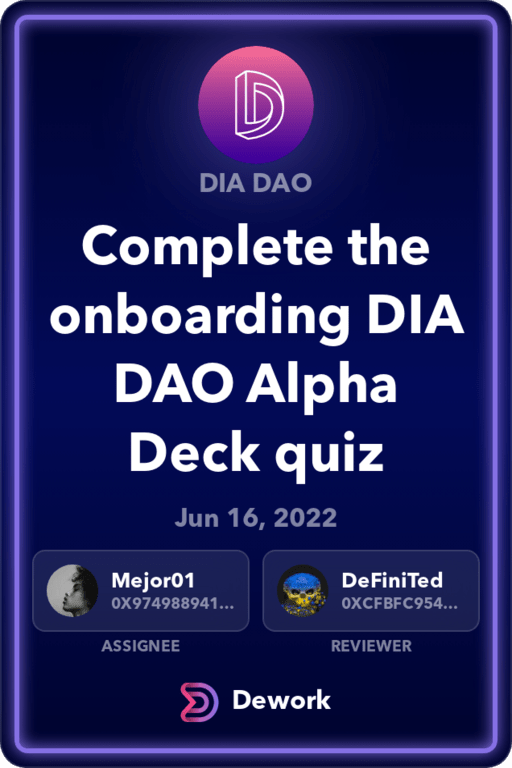 DIA DAO
Complete the
onboarding DIA
DAO Alpha
Deck quiz
Jun 16, 2022
Mejor01
0X974988941...
ASSIGNEE
DeFiniTed
0XCFBFC954...
REVIEWER
Dework